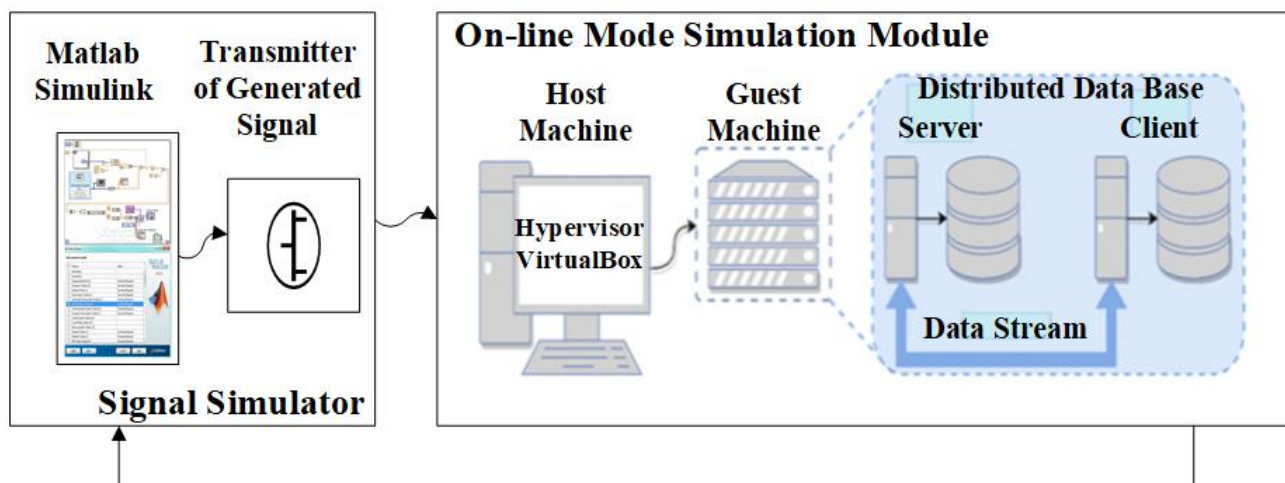 Matlab
Simulink
Transmitter
of Generated
Signal
Signal Simulator
On-line Mode Simulation Module
Host
Machine
Hypervisor
VirtualBox
Guest
Machine
Distributed Data Base
Server
Client
Data Stream